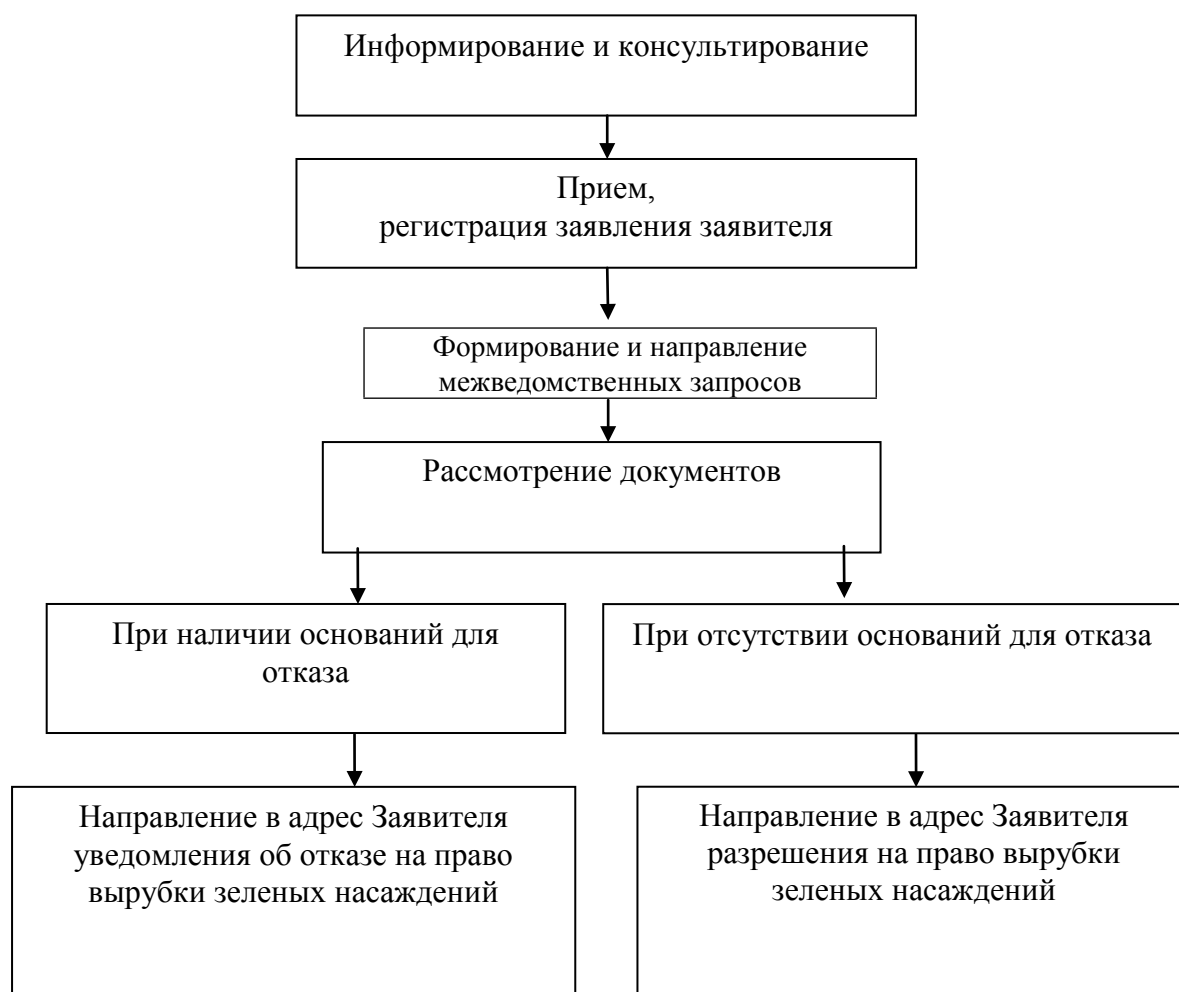 Информирование и консультирование
Прием,
регистрация заявления заявителя
Формирование и направление
межведомственных запросов
Рассмотрение документов
При наличии оснований для
отказа
При отсутствии оснований для отказа
Направление в адрес Заявителя
уведомления об отказе на право
вырубки зеленых насаждений
Направление в адрес Заявителя
разрешения на право вырубки
зеленых насаждений